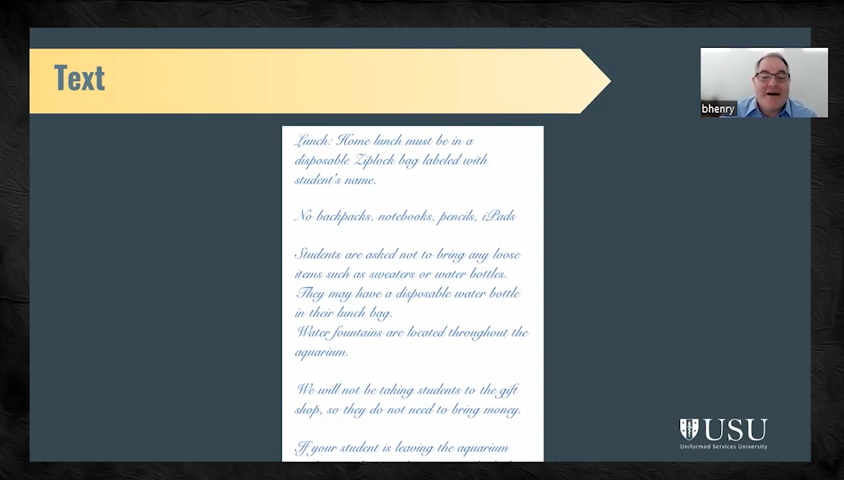 Text
bhenry
Lunch: Home lunch must be in a
disposable Ziplock bag labeled with
student's name.
No backpacks, notebooks, pencils, iPads
Students are asked not to bring any loose
items such as sweaters or water bottles.
They may have a disposable water bottle
in their lunch bag.
Water fountains are located throughout the
aquarium.
We will not be taking students to the gift
shop, so they do not need to bring money.
If your student is leaving the aquarium
USU
Uniformed Services University